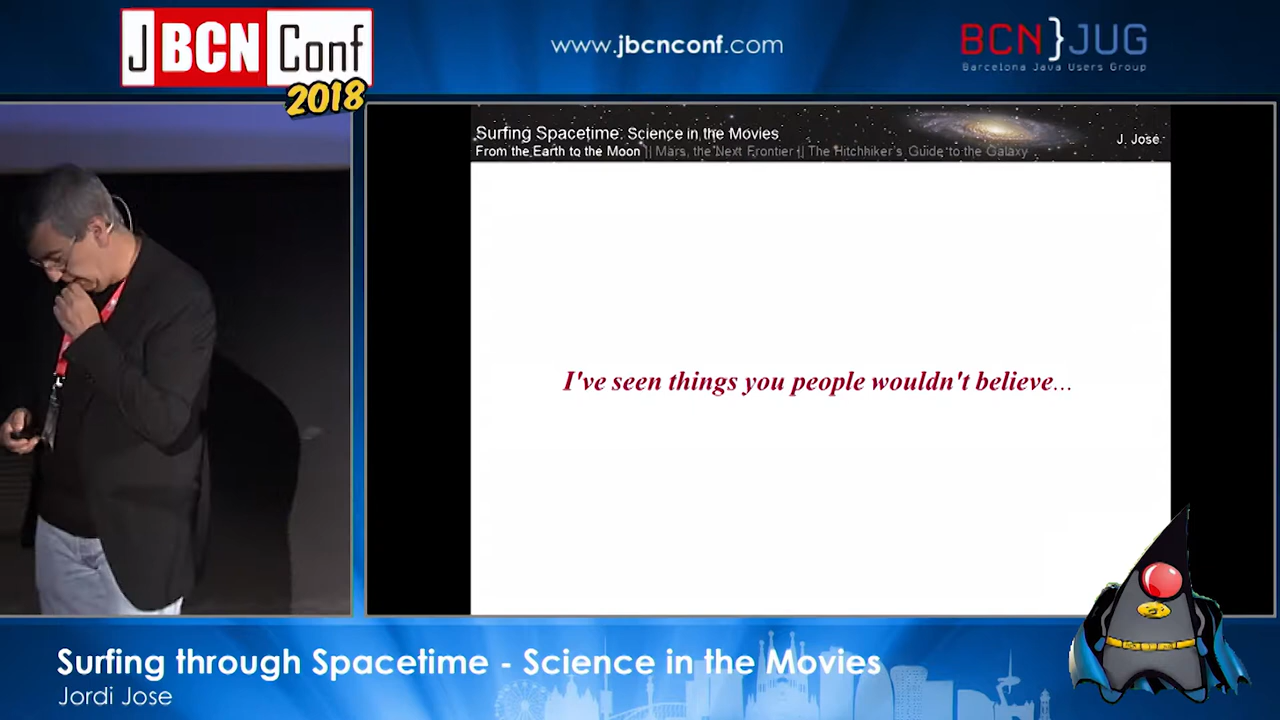 JBCN Conf
2018
www.jbcnconf.com
BCN}JUG
Barcelona Java Users Group
Surfing Spacetime: Science in the Movies
From the Earth to the Moon || Mars, the Next Frontier || The Hitchhiker's Guide to the Galaxy
J. José
I've seen things you people wouldn't believe...
Surfing through Spacetime - Science in the Movies
Jordi Jose